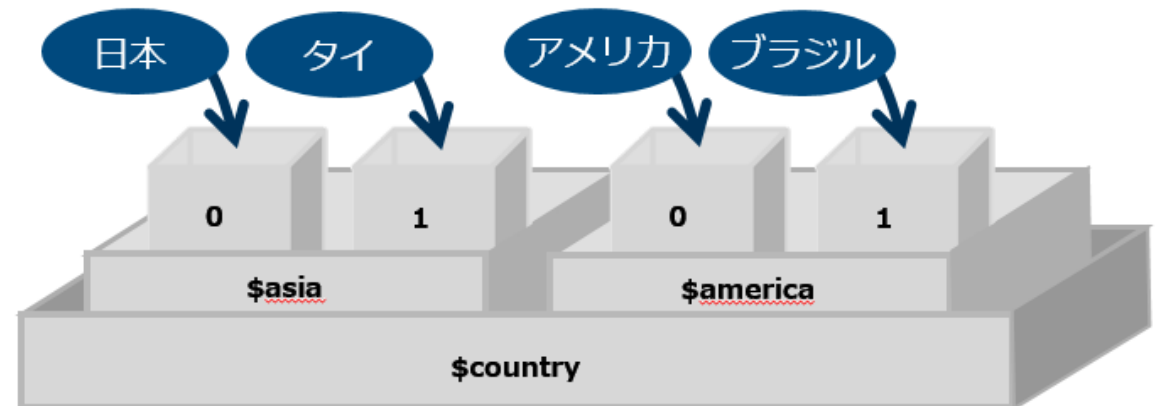 日本 タイ アメリカ ブラジル
0 1 0 1
$asia $america
$country